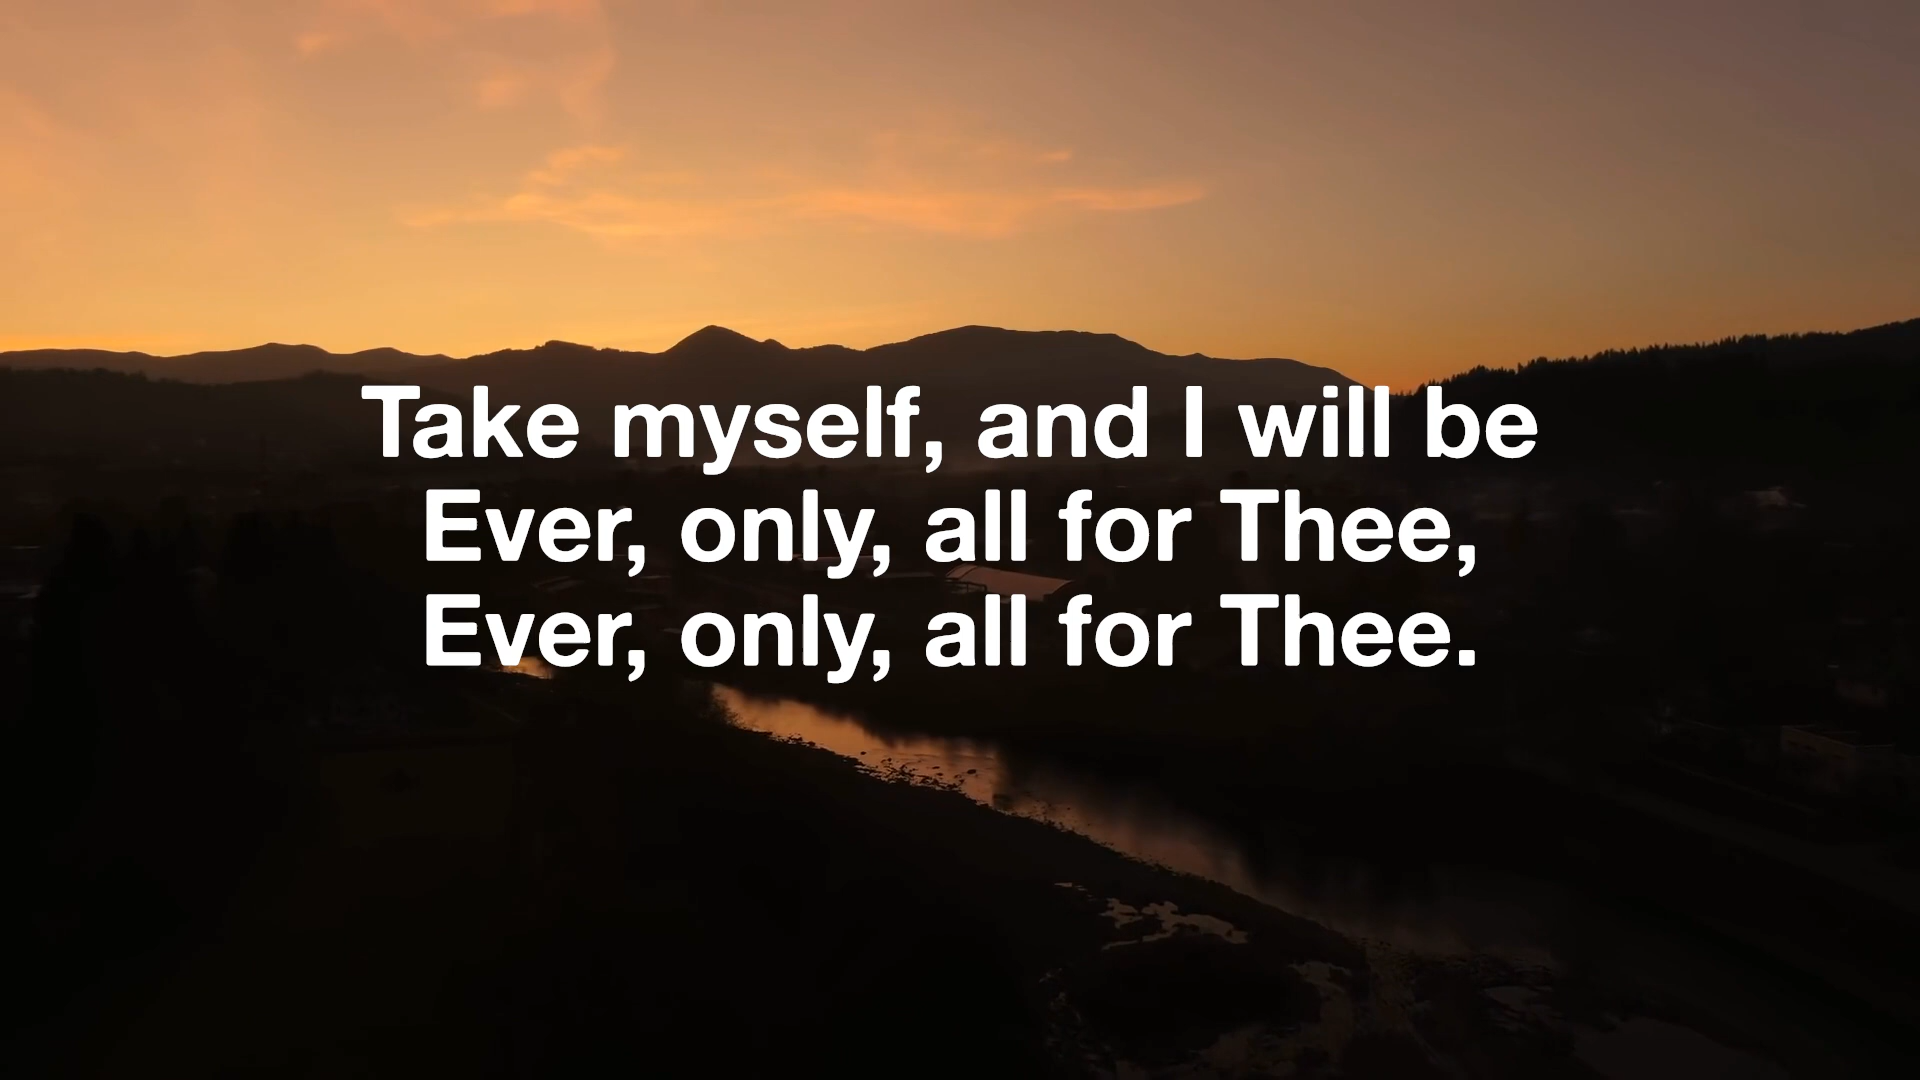 Take myself, and I will be
Ever, only, all for Thee,
Ever, only, all for Thee.